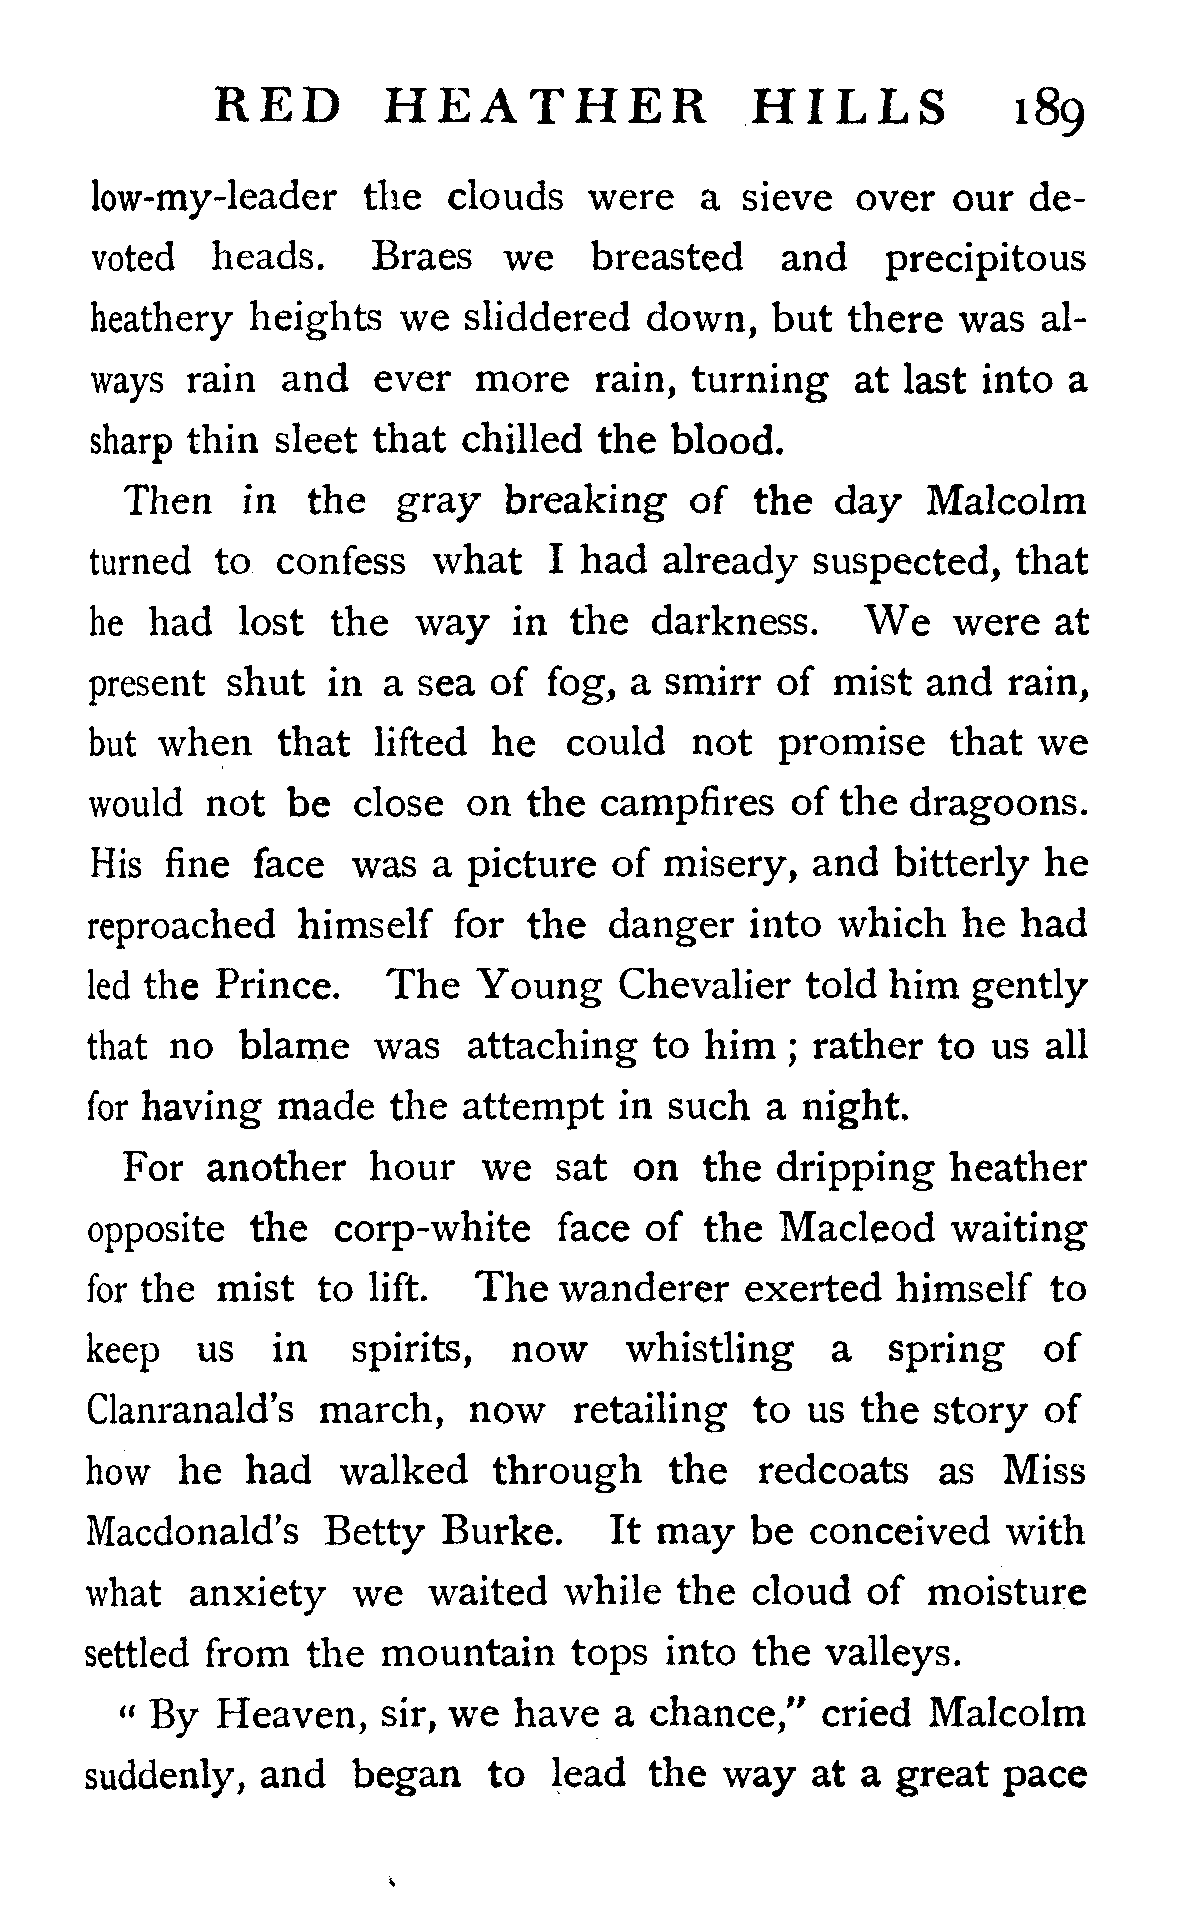 RED HEATHER HILLS 189
low-my-leader the clouds were a sieve over our de-
voted heads. Braes we breasted and precipitous
heathery heights we sliddered down, but there was al-
ways rain and ever more rain, turning at last into a
sharp thin sleet that chilled the blood.
Then in the gray breaking of the day Malcolm
turned to confess what I had already suspected, that
he had lost the way in the darkness. We were at
present shut in a sea of fog, a smirr of mist and rain,
but when that lifted he could not promise that we
would not be close on the campfires of the dragoons.
His fine face was a picture of misery, and bitterly he
reproached himself for the danger into which he had
led the Prince. The Young Chevalier told him gently
that no blame was attaching to him ; rather to us all
for having made the attempt in such a night.
For another hour we sat on the dripping heather
opposite the corp-white face of the Macleod waiting
for the mist to lift. The wanderer exerted himself to
keep us in spirits, now whistling a spring of
Clanranald's march, now retailing to us the story of
how he had walked through the redcoats as Miss
Macdonald's Betty Burke. It may be conceived with
what anxiety we waited while the cloud of moisture
settled from the mountain tops into the valleys.
" By Heaven, sir, we have a chance," cried Malcolm
suddenly, and began to lead the way at a great pace